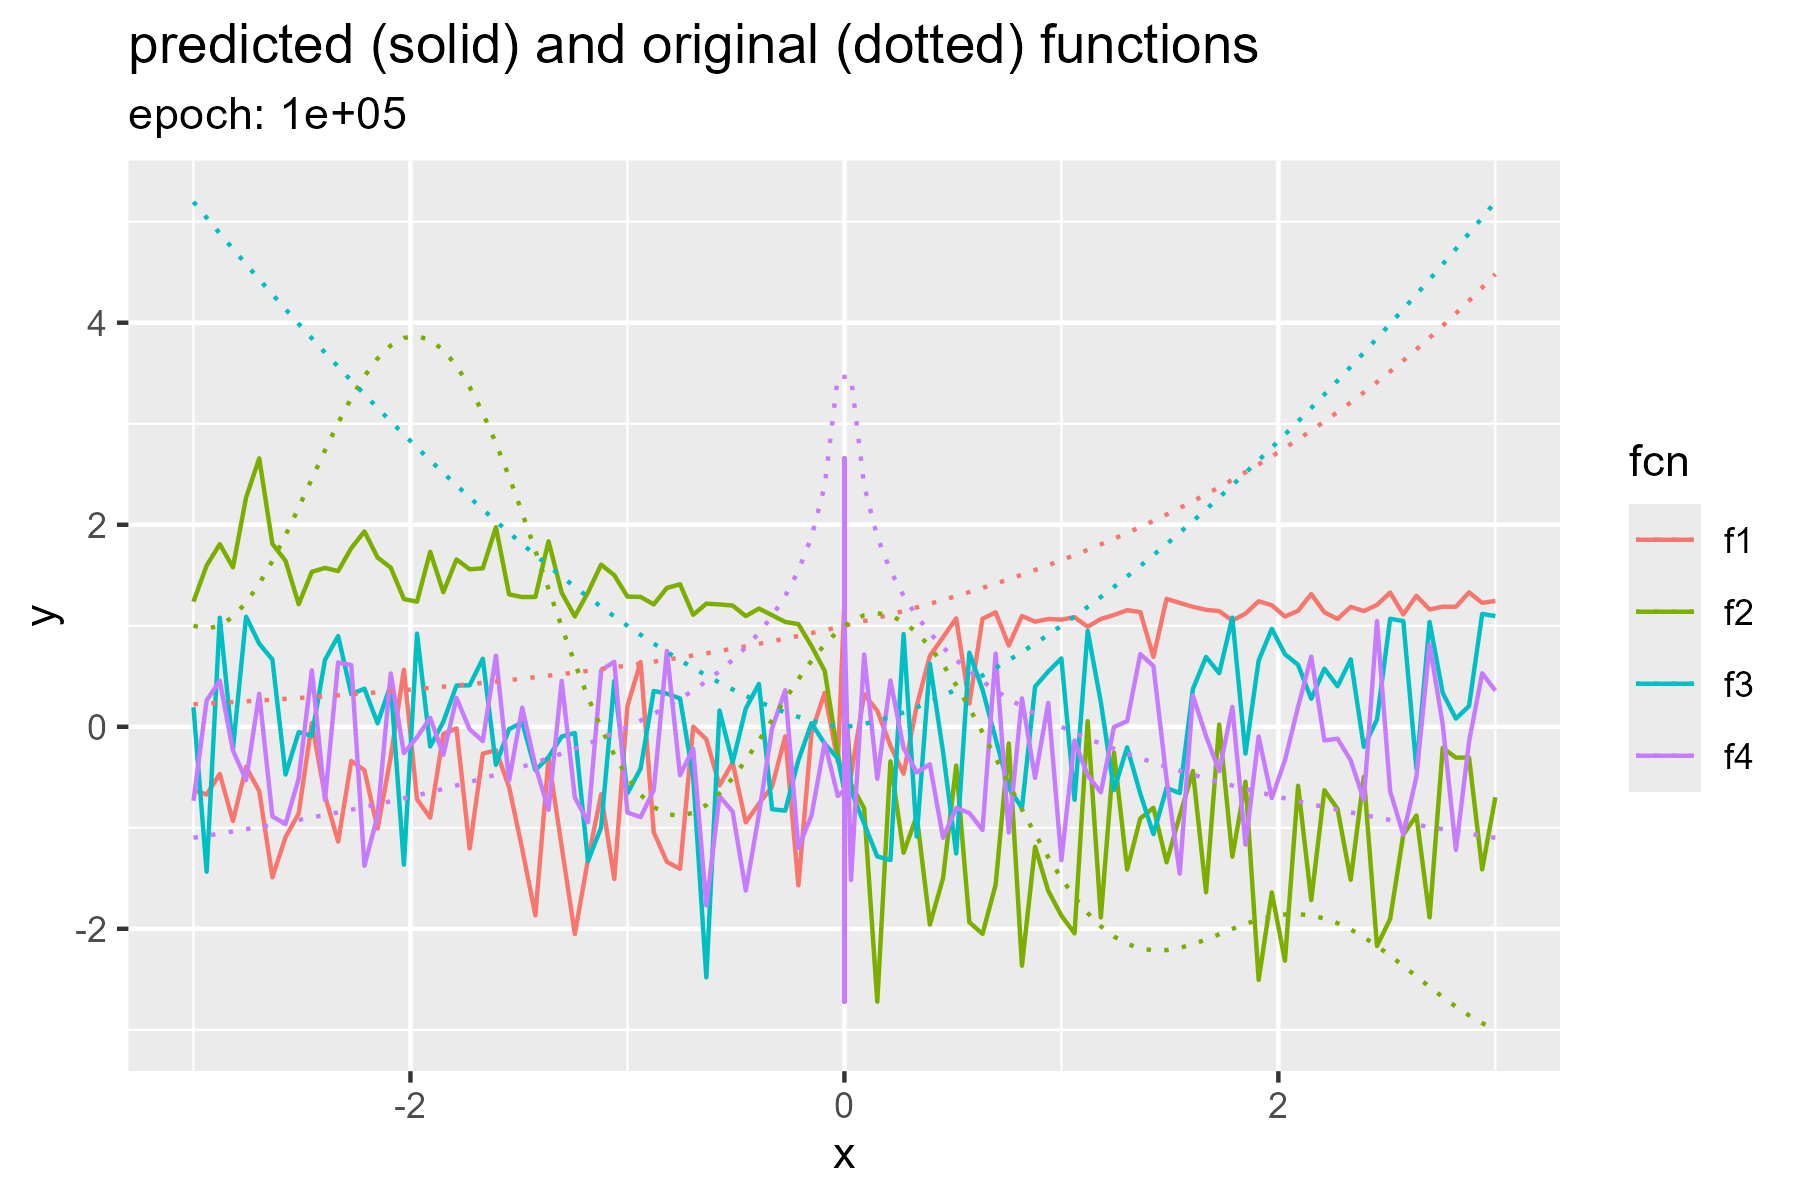 predicted (solid) and original (dotted) functions
epoch: 1e+05
y
4
2
0
-2
-2
0
2
x
fcn
f1
f2
f3
f4